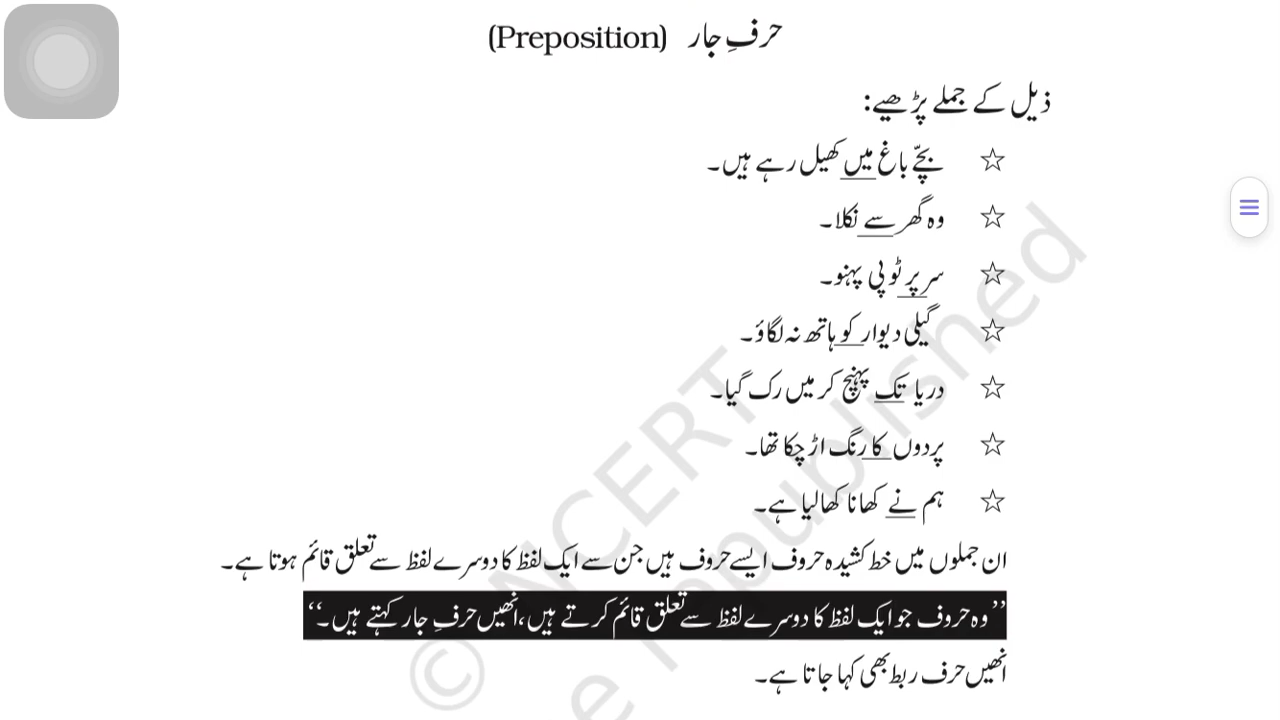 حرفِ جار (Preposition)
ذیل کے جملے پڑھیے:
☆ بچّے باغ میں کھیل رہے ہیں۔
☆ وہ گھر سے نکلا۔
☆ سر پر ٹوپی پہنو۔
☆ گیلی دیوار کو ہاتھ نہ لگاؤ۔
☆ دریا تک پہنچ کر میں رک گیا۔
☆ پردوں کا رنگ اڑ چکا تھا۔
☆ ہم نے کھانا کھالیا ہے۔
ان جملوں میں خط کشیدہ حروف ایسے حروف ہیں جن سے ایک لفظ کا دوسرے لفظ سے تعلق قائم ہوتا ہے۔
’’وہ حروف جو ایک لفظ کا دوسرے لفظ سے تعلق قائم کرتے ہیں، انھیں حرفِ جار کہتے ہیں۔‘‘
انھیں حرف ربط بھی کہا جاتا ہے۔
© NCERT
be republished